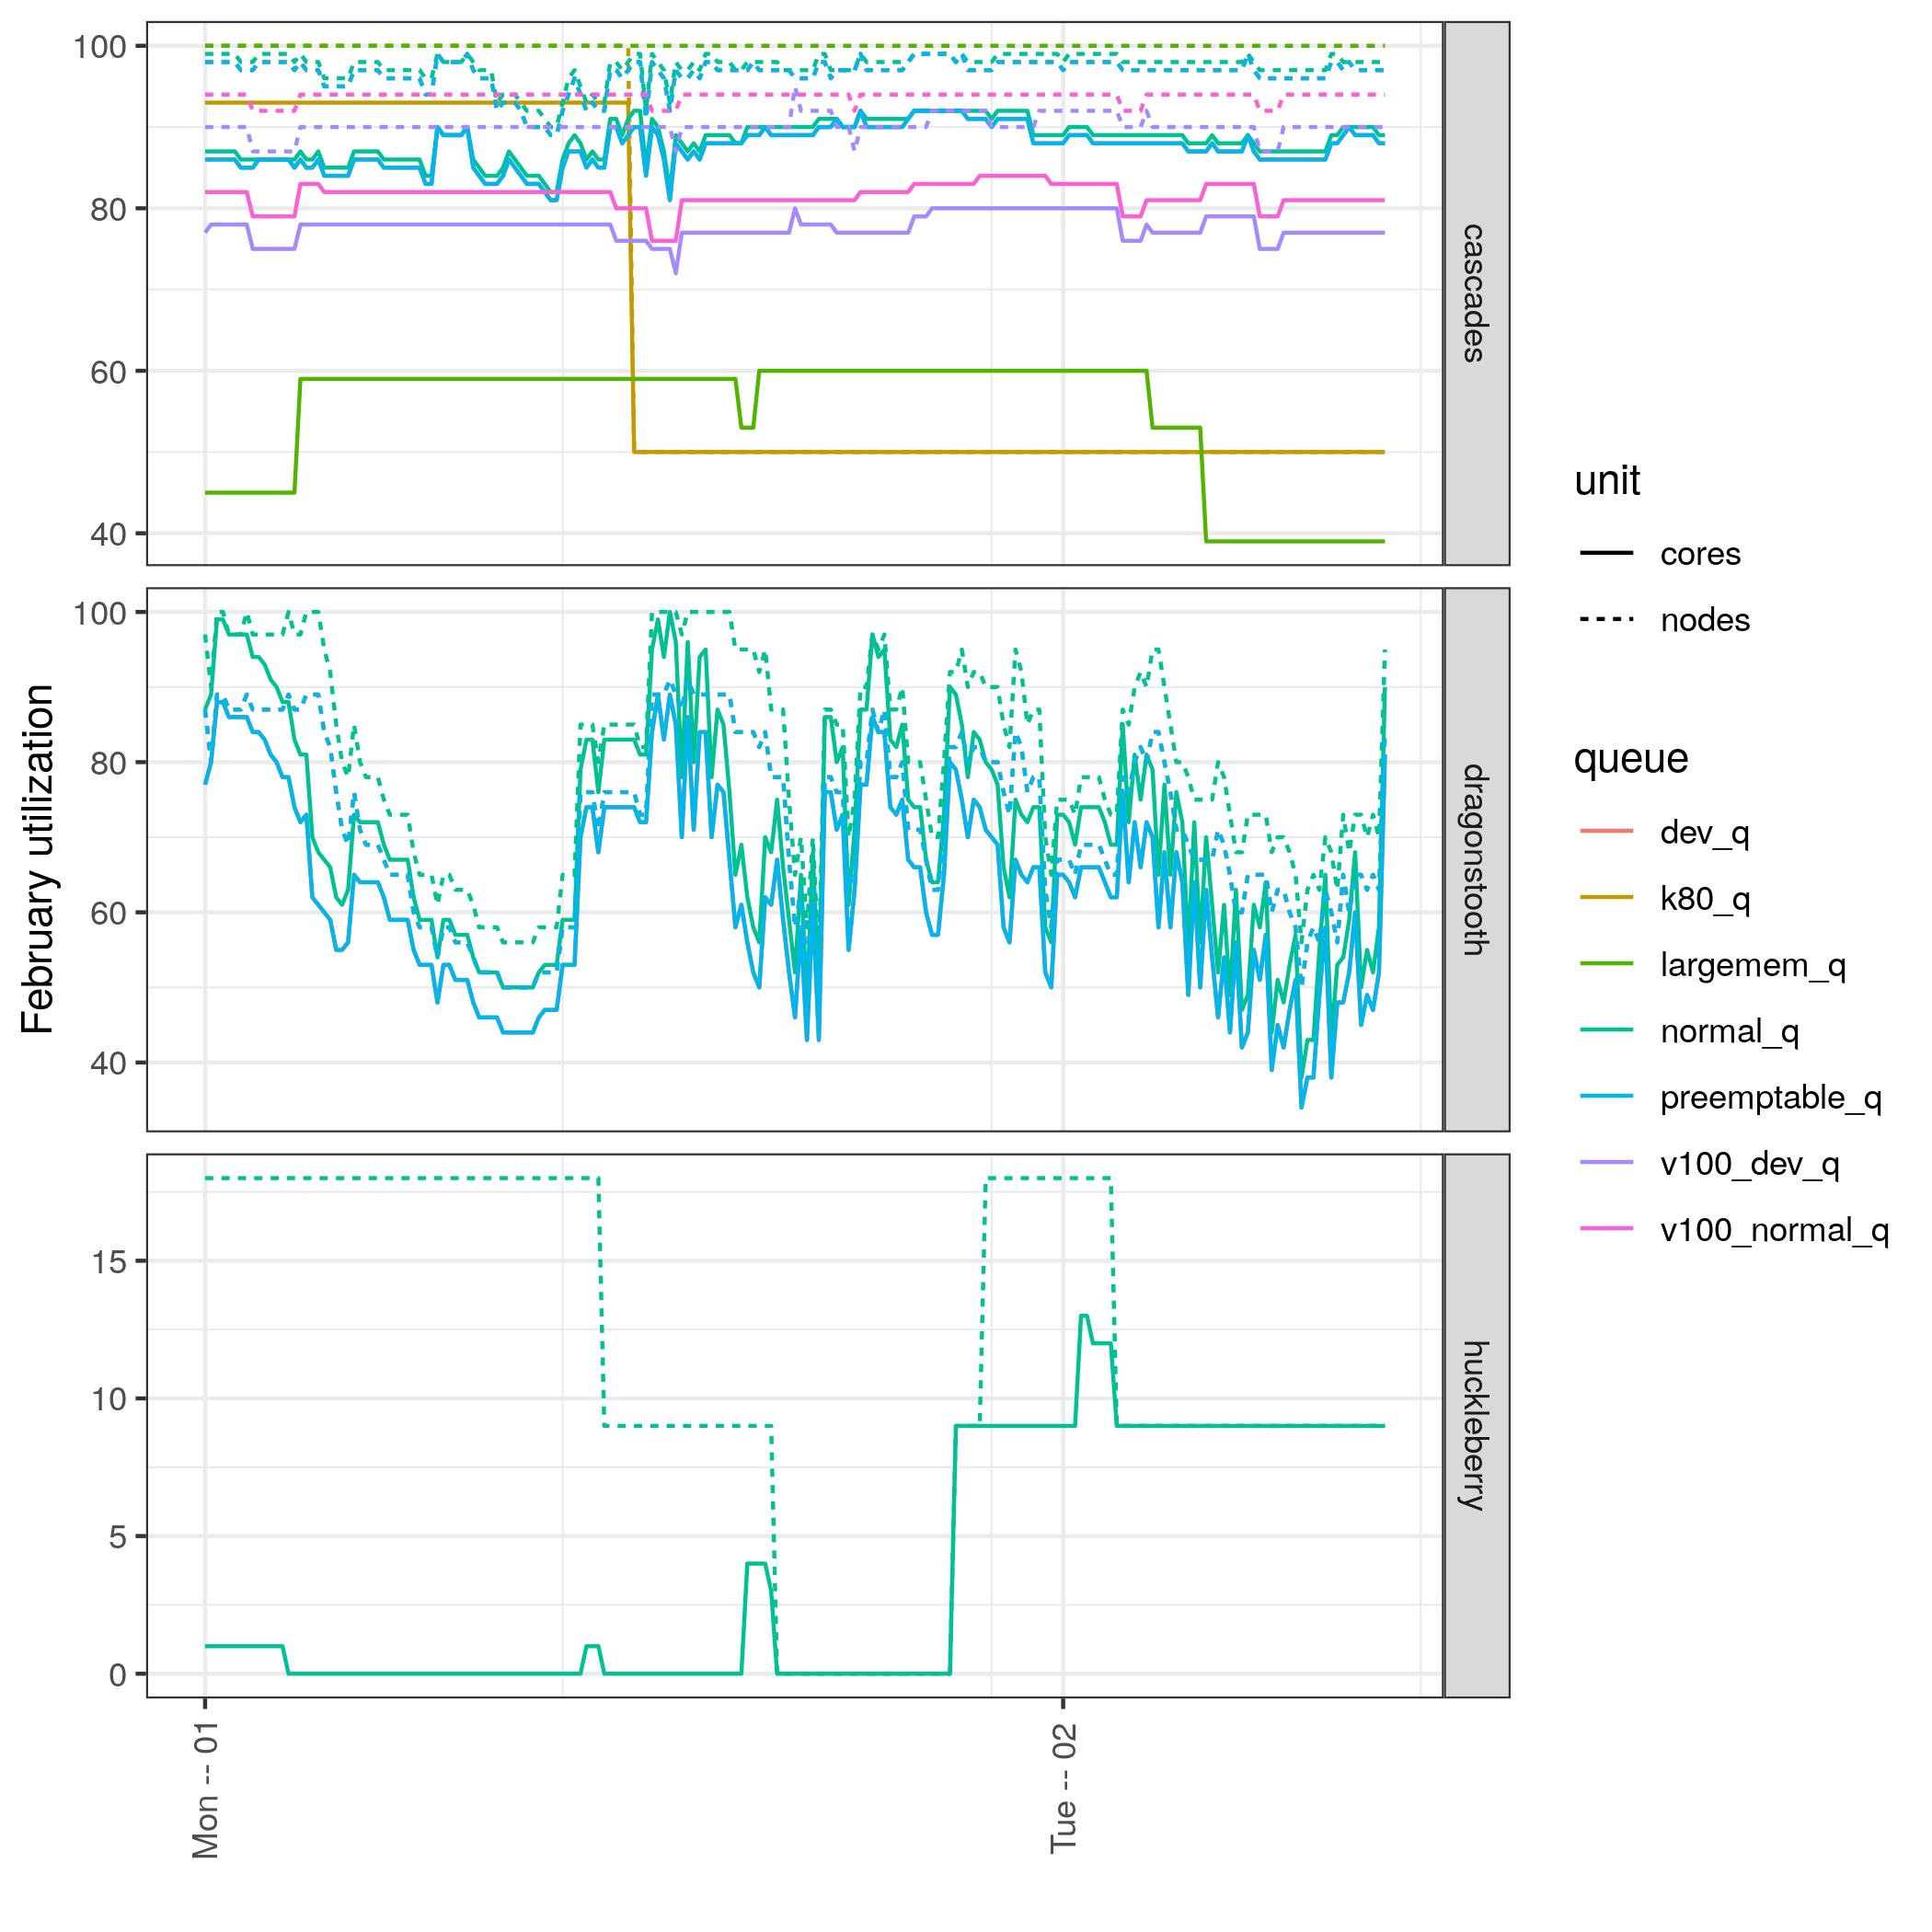 February utilization
100
80
60
40
cascades
100
80
60
40
dragonstooth
15
10
5
0
huckleberry
Mon -- 01
Tue -- 02
unit
cores
nodes
queue
dev_q
k80_q
largemem_q
normal_q
preemptable_q
v100_dev_q
v100_normal_q